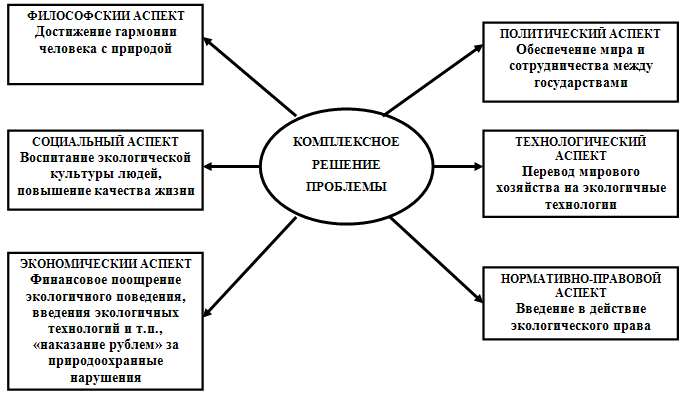 ФИЛОСОФСКИЙ АСПЕКТ
Достижение гармонии
человека с природой
СОЦИАЛЬНЫЙ АСПЕКТ
Воспитание экологической
культуры людей,
повышение качества жизни
ЭКОНОМИЧЕСКИЙ АСПЕКТ
Финансовое поощрение
экологичного поведения,
введения экологичных
технологий и т.п.,
«наказание рублем» за
природоохранные
нарушения
КОМПЛЕКСНОЕ
РЕШЕНИЕ
ПРОБЛЕМЫ
ПОЛИТИЧЕСКИЙ АСПЕКТ
Обеспечение мира и
сотрудничества между
государствами
ТЕХНОЛОГИЧЕСКИЙ
АСПЕКТ
Перевод мирового
хозяйства на экологичные
технологии
НОРМАТИВНО-ПРАВОВОЙ
АСПЕКТ
Введение в действие
экологического права